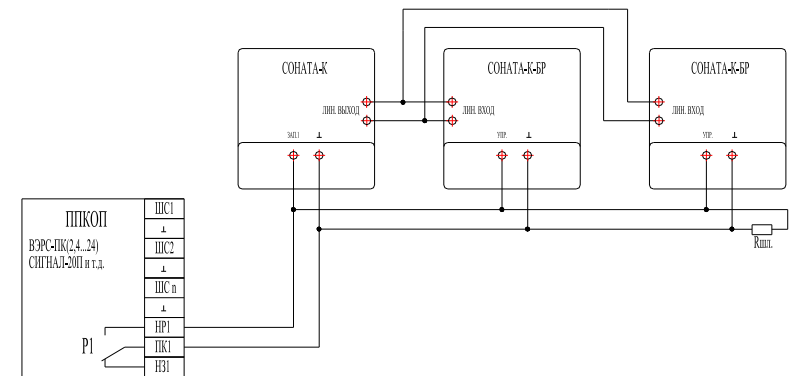 СОНАТА-К
СОНАТА-К-БР
СОНАТА-К-БР
ЛИН. ВЫХОД
ЛИН. ВХОД
ЛИН. ВХОД
ЗАП.1
УПР.
УПР.
ППКОП
ВЭРС-ПК(2,4...24)
СИГНАЛ-20П и т.д.
ШС1
ШС2
ШС n
НР1
Р1
ПК1
НЗ1
Rшл.